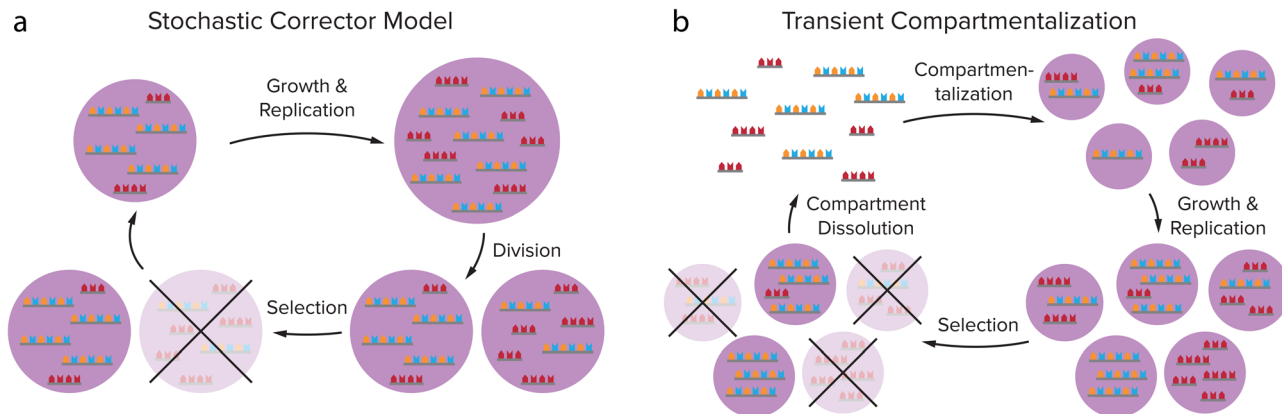 a
Stochastic Corrector Model
Growth &
Replication
Division
Selection
b
Transient Compartmentalization
Compartmen-
talization
Growth &
Replication
Selection
Compartment
Dissolution